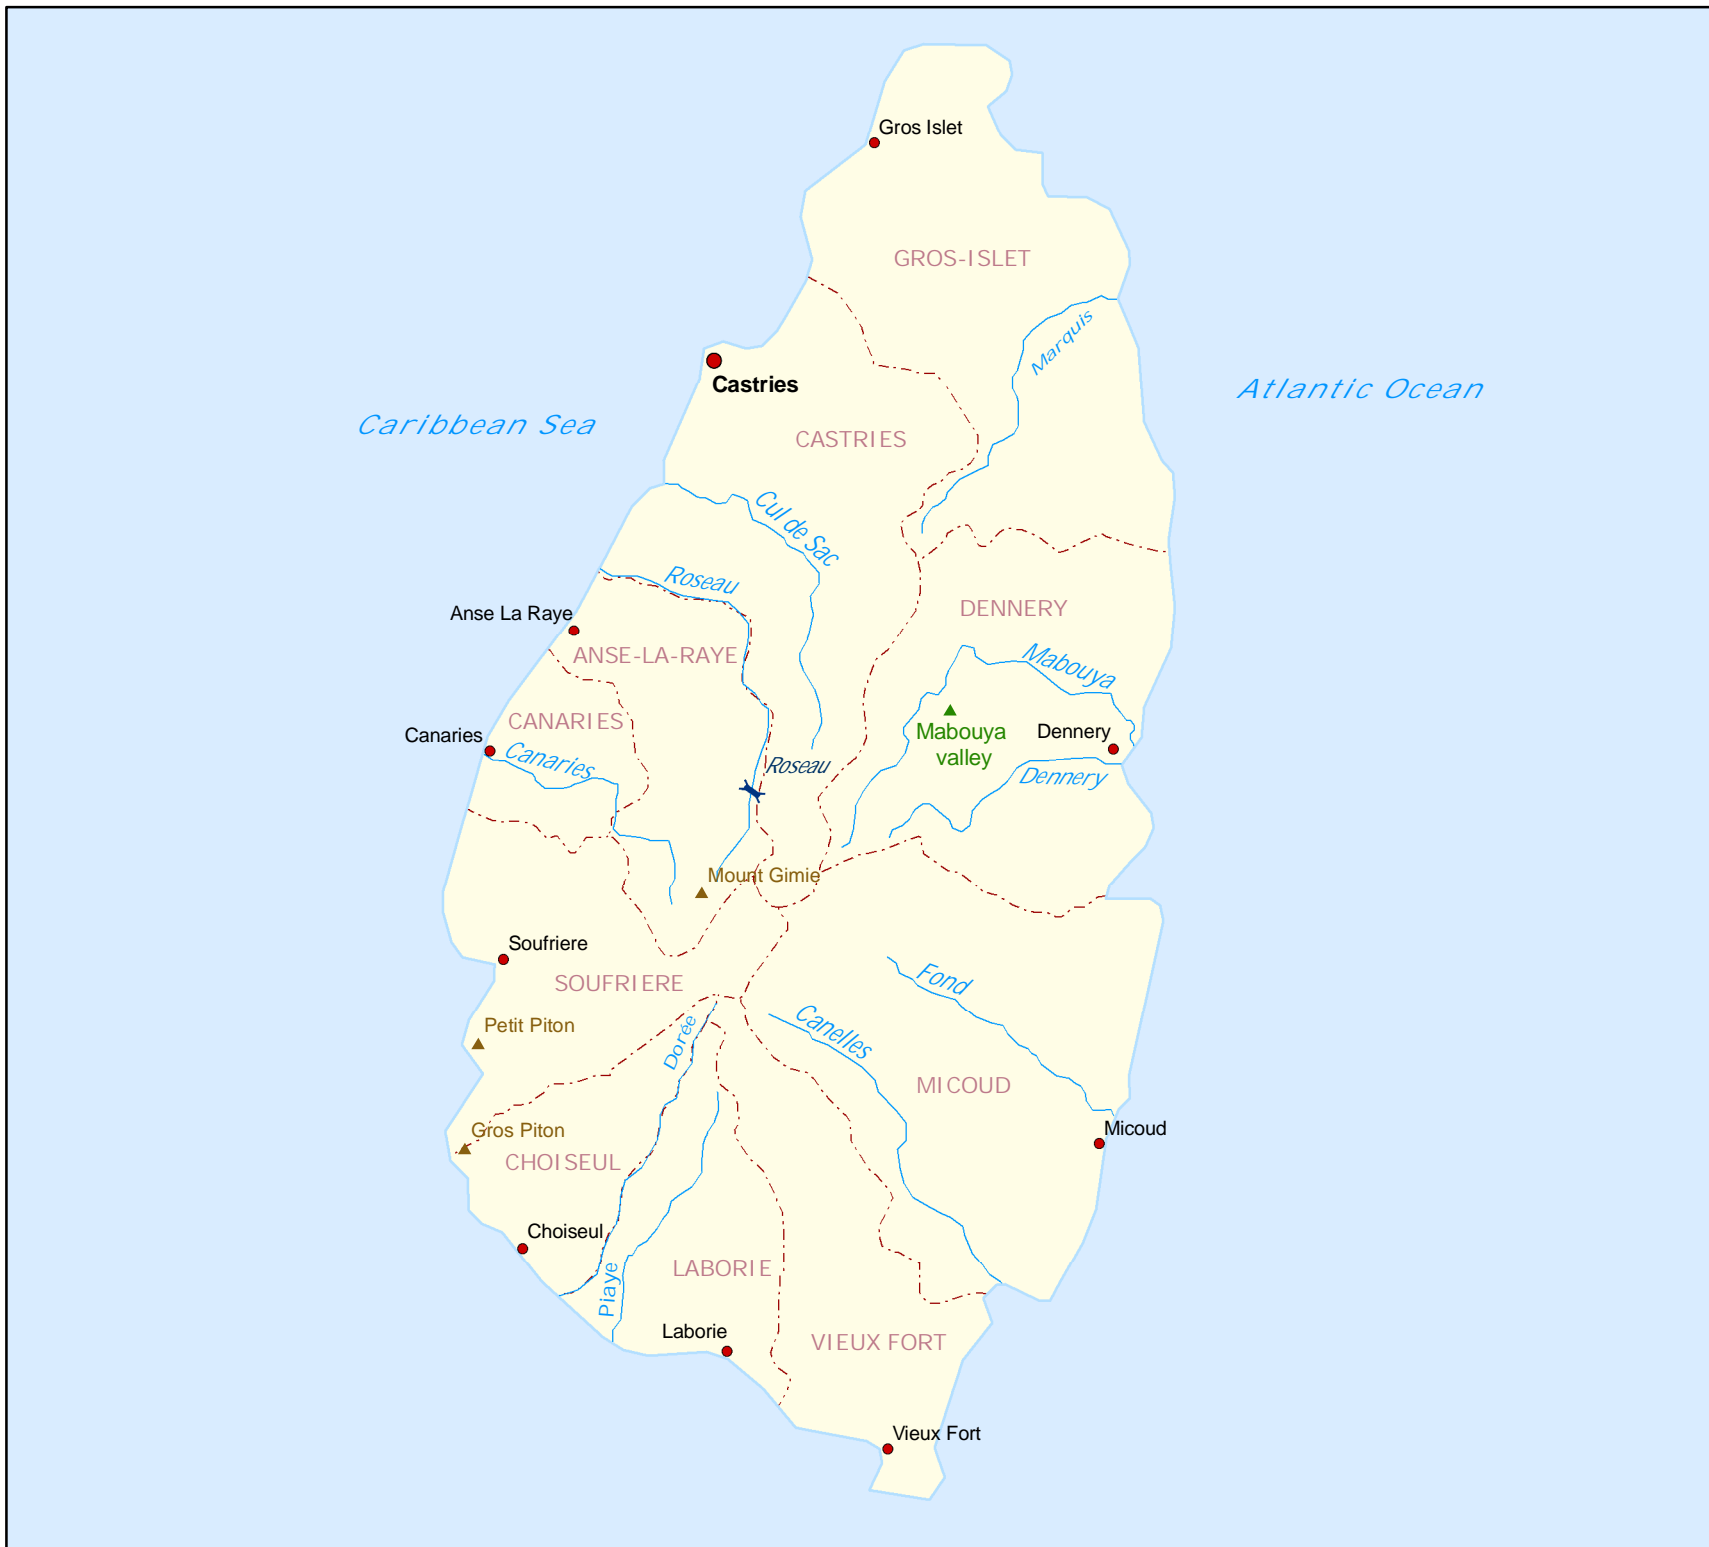 Gros Islet
GROS-ISLET
Marquis
Castries
Atlantic Ocean
Caribbean Sea
CASTRIES
Cul de Sac
Roseau
Anse La Raye
DENNERY
ANSE-LA-RAYE
Mabouya
CANARIES
Canaries
Mabouya
valley
Dennery
Canaries
Roseau
Dennery
Mount Gimie
Soufriere
SOUFRIERE
Fond
Petit Piton
Dorée
Canelles
MICOUD
Gros Piton
Micoud
CHOISEUL
Choiseul
LABORIE
Piaye
Laborie
VIEUX FORT
Vieux Fort